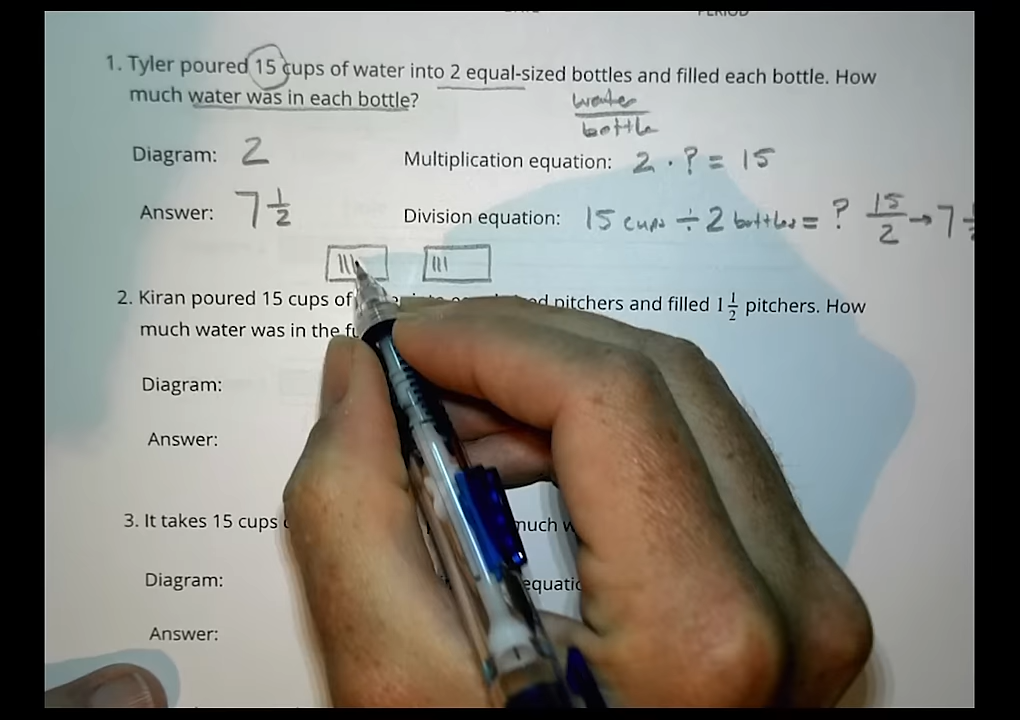 PERIOD
1. Tyler poured 15 cups of water into 2 equal-sized bottles and filled each bottle. How
much water was in each bottle?
water
bottle
Diagram: 2 Multiplication equation: 2 · ? = 15
Answer: 7 1/2 Division equation: 15 cups ÷ 2 bottles = ? 15/2 → 7
2. Kiran poured 15 cups of pitchers and filled 1 1/2 pitchers. How
much water was in the
Diagram:
Answer:
3. It takes 15 cups much
Diagram:
Answer: